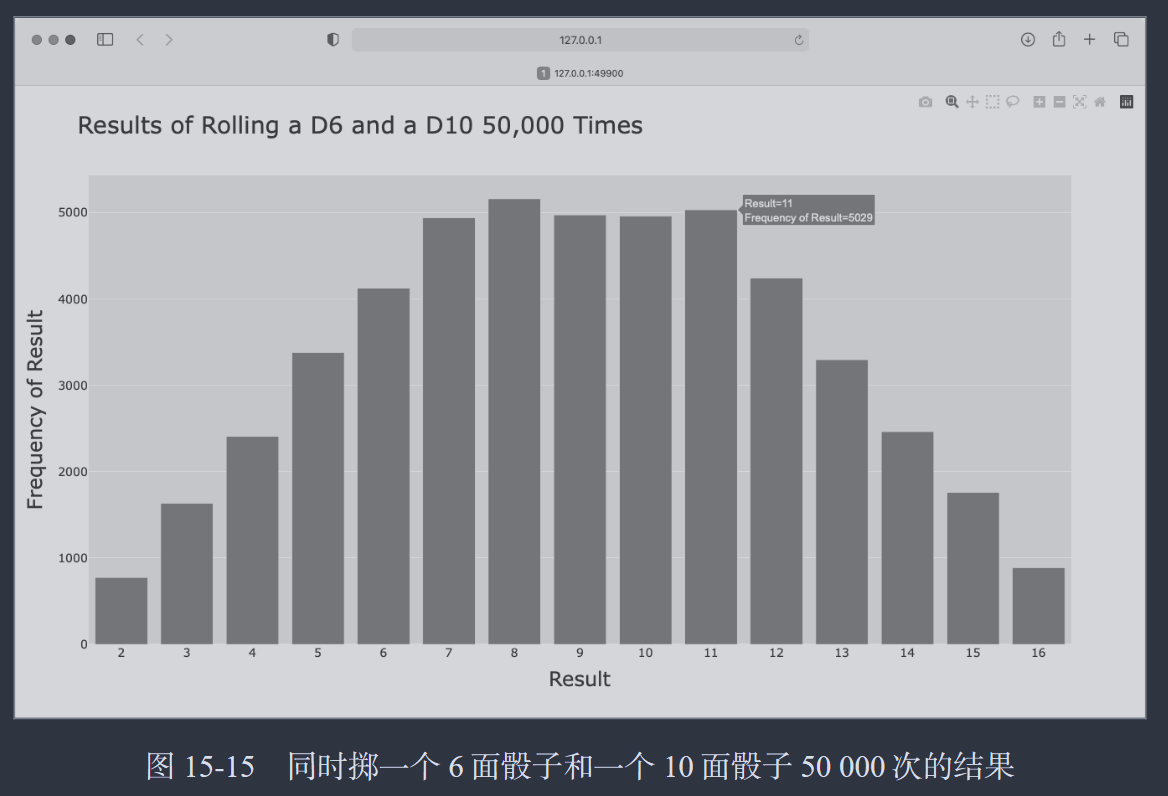 127.0.0.1
1 127.0.0.1:49900
Results of Rolling a D6 and a D10 50,000 Times
Result=11
Frequency of Result=5029
5000
4000
3000
2000
1000
0
Frequency of Result
2 3 4 5 6 7 8 9 10 11 12 13 14 15 16
Result
图 15-15 同时掷一个 6 面骰子和一个 10 面骰子 50 000 次的结果